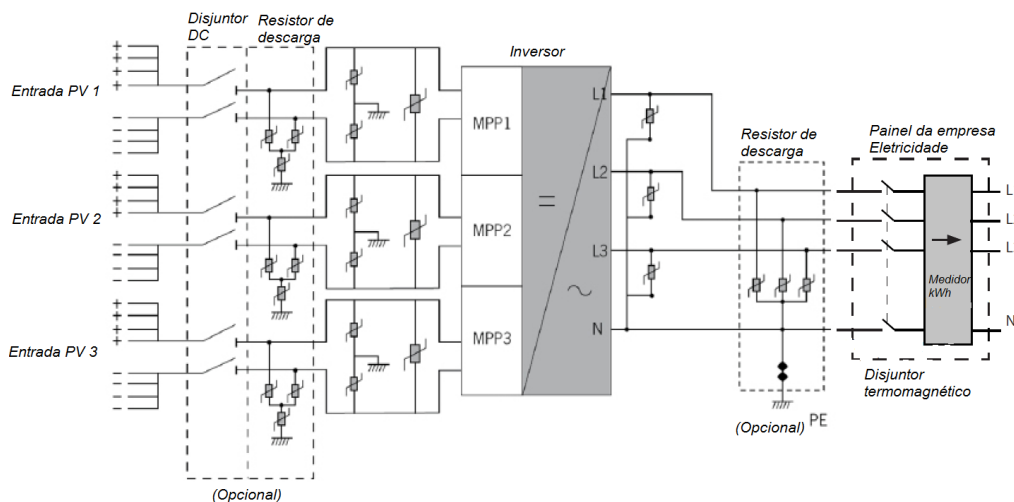 Disjuntor
DC
Resistor de
descarga
Inversor
Entrada PV 1
MPP1
L1
Resistor de
descarga
Painel da empresa
Eletricidade
L2
L
Entrada PV 2
MPP2
=
L
L3
L
Medidor
kWh
~
Entrada PV 3
MPP3
N
N
Disjuntor
termomagnético
(Opcional)
PE
(Opcional)